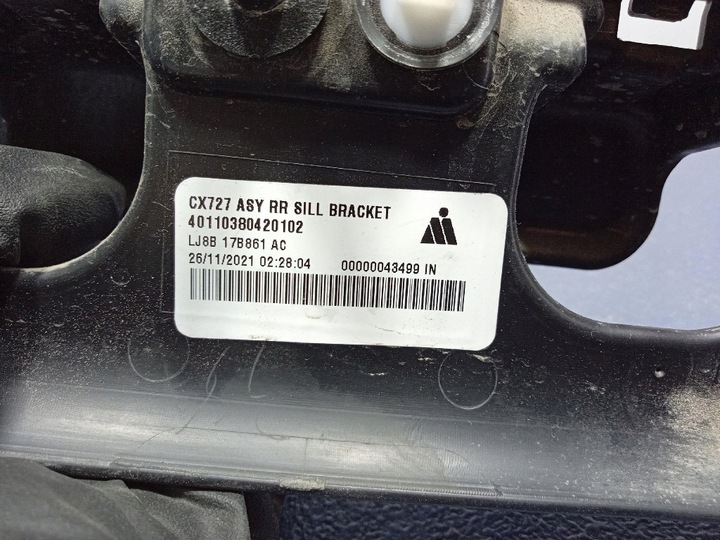 CX727 ASY RR SILL BRACKET
40110380420102
LJ8B 17B861 AC
26/11/2021 02:28:04 00000043499 IN